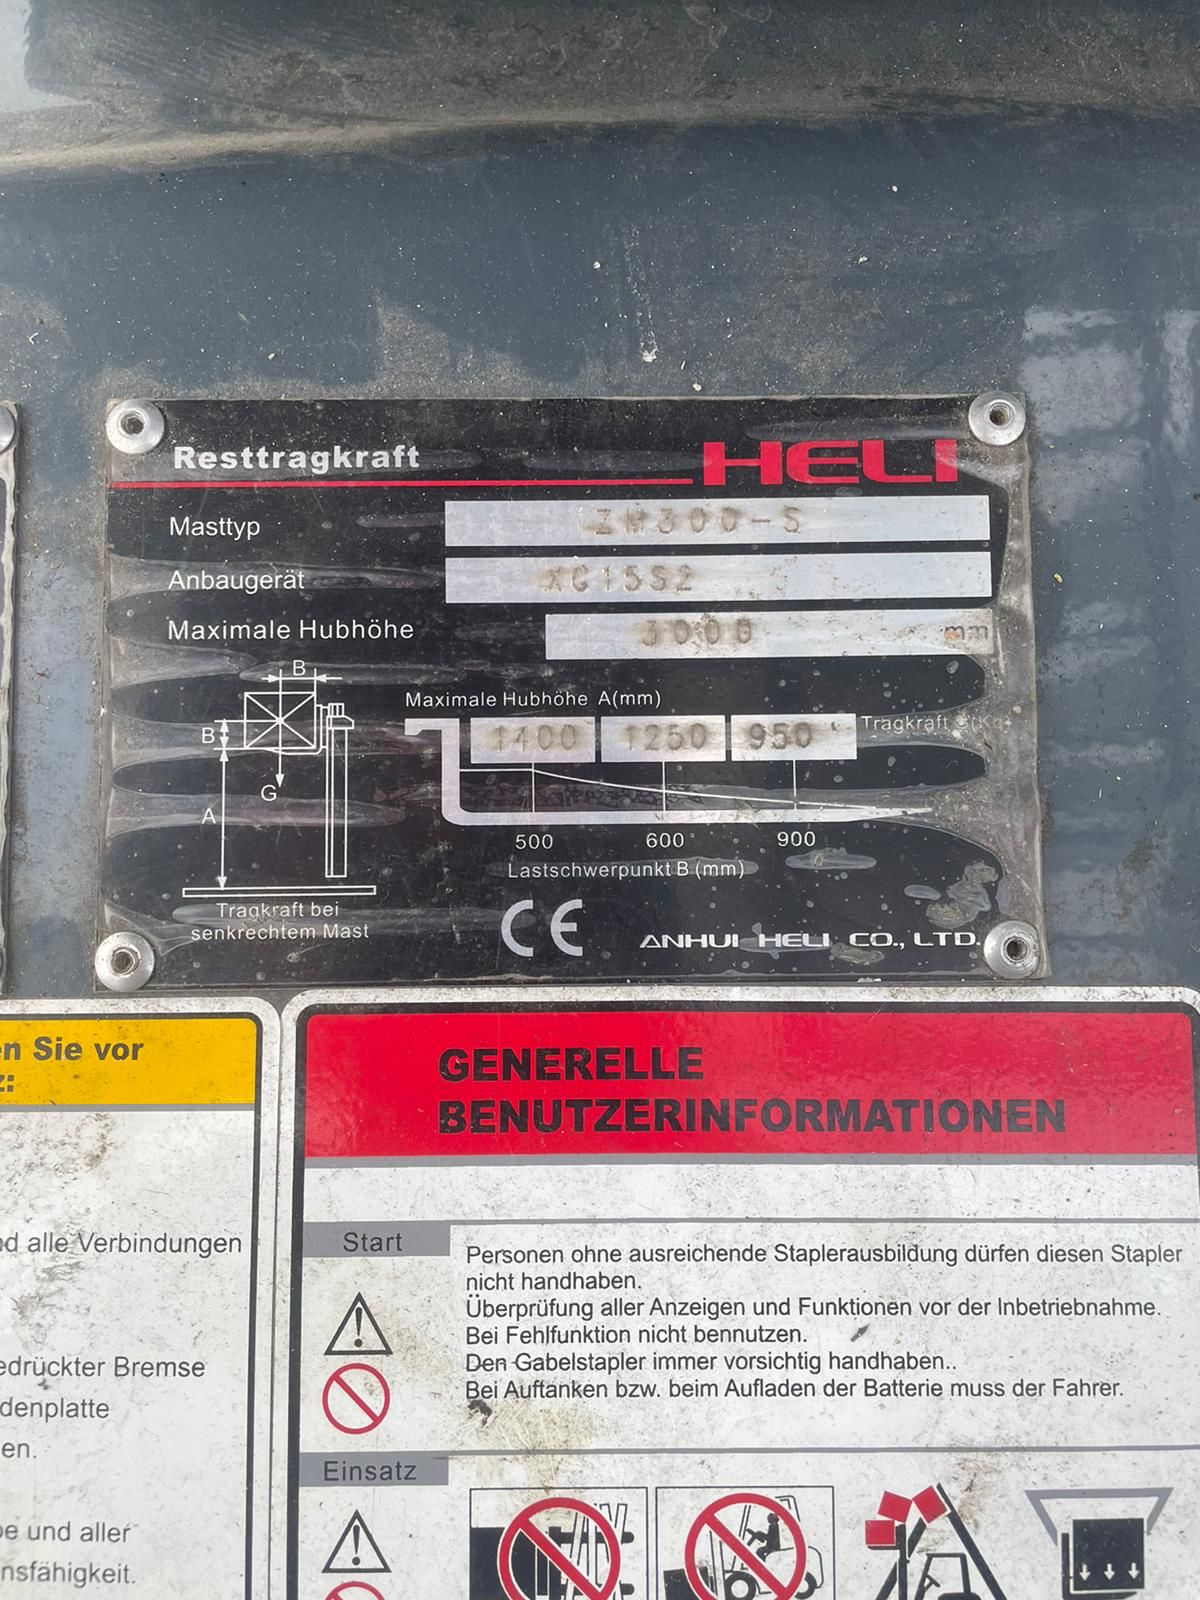 Resttragkraft HELI
Masttyp ZM300-S
Anbaugerät XC15S2
Maximale Hubhöhe 3000 mm
B
B
G
A
Maximale Hubhöhe A(mm)
1400 1250 950 Tragkraft
500 600 900
Lastschwerpunkt B (mm)
Tragkraft bei
senkrechtem Mast
CE ANHUI HELI CO., LTD.
en Sie vor
z:
nd alle Verbindungen
edrückter Bremse
denplatte
en.
be und aller
nsfähigkeit.
GENERELLE
BENUTZERINFORMATIONEN
Start
Personen ohne ausreichende Staplerausbildung dürfen diesen Stapler
nicht handhaben.
Überprüfung aller Anzeigen und Funktionen vor der Inbetriebnahme.
Bei Fehlfunktion nicht bennutzen.
Den Gabelstapler immer vorsichtig handhaben..
Bei Auftanken bzw. beim Aufladen der Batterie muss der Fahrer.
Einsatz